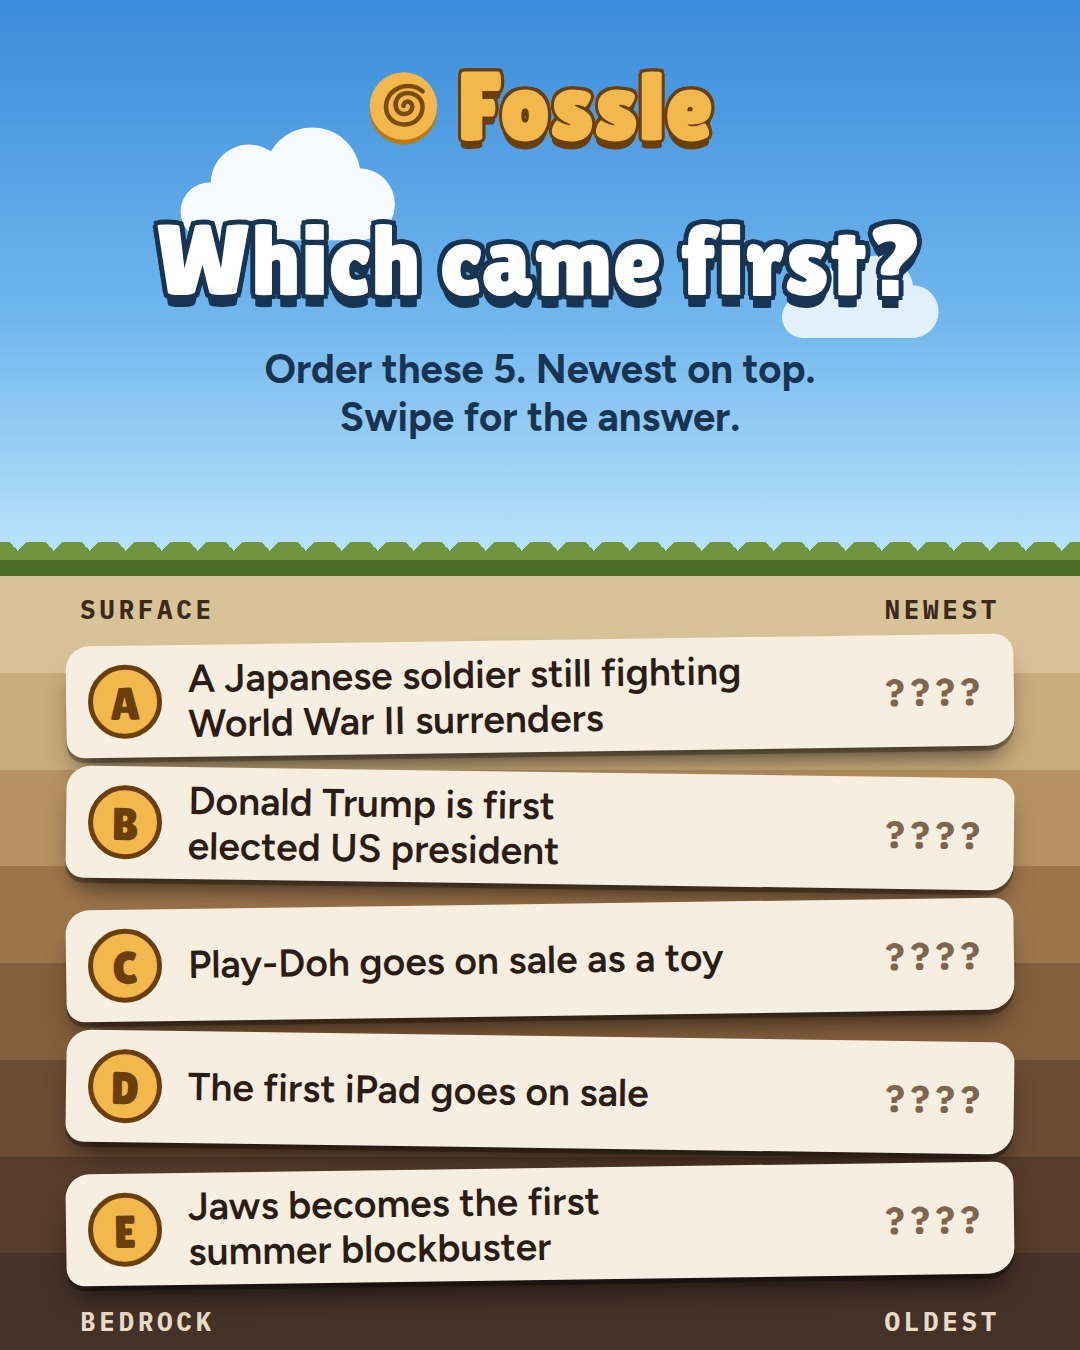 Fossle
Which came first?
Order these 5. Newest on top.
Swipe for the answer.
SURFACE NEWEST
A A Japanese soldier still fighting
World War II surrenders ????
B Donald Trump is first
elected US president ????
C Play-Doh goes on sale as a toy ????
D The first iPad goes on sale ????
E Jaws becomes the first
summer blockbuster ????
BEDROCK OLDEST